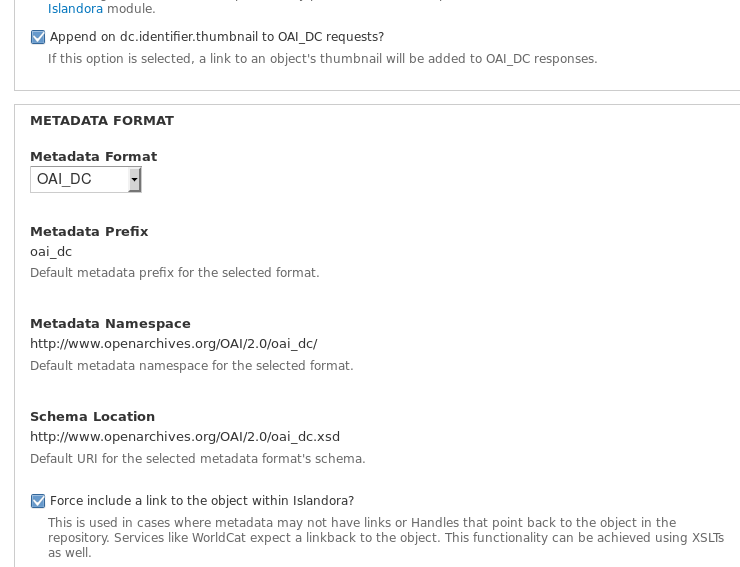 Islandora module.
Append on dc.identifier.thumbnail to OAI_DC requests?
If this option is selected, a link to an object's thumbnail will be added to OAI_DC responses.
METADATA FORMAT
Metadata Format
OAI_DC
Metadata Prefix
oai_dc
Default metadata prefix for the selected format.
Metadata Namespace
http://www.openarchives.org/OAI/2.0/oai_dc/
Default metadata namespace for the selected format.
Schema Location
http://www.openarchives.org/OAI/2.0/oai_dc.xsd
Default URI for the selected metadata format's schema.
Force include a link to the object within Islandora?
This is used in cases where metadata may not have links or Handles that point back to the object in the
repository. Services like WorldCat expect a linkback to the object. This functionality can be achieved using XSLTs
as well.